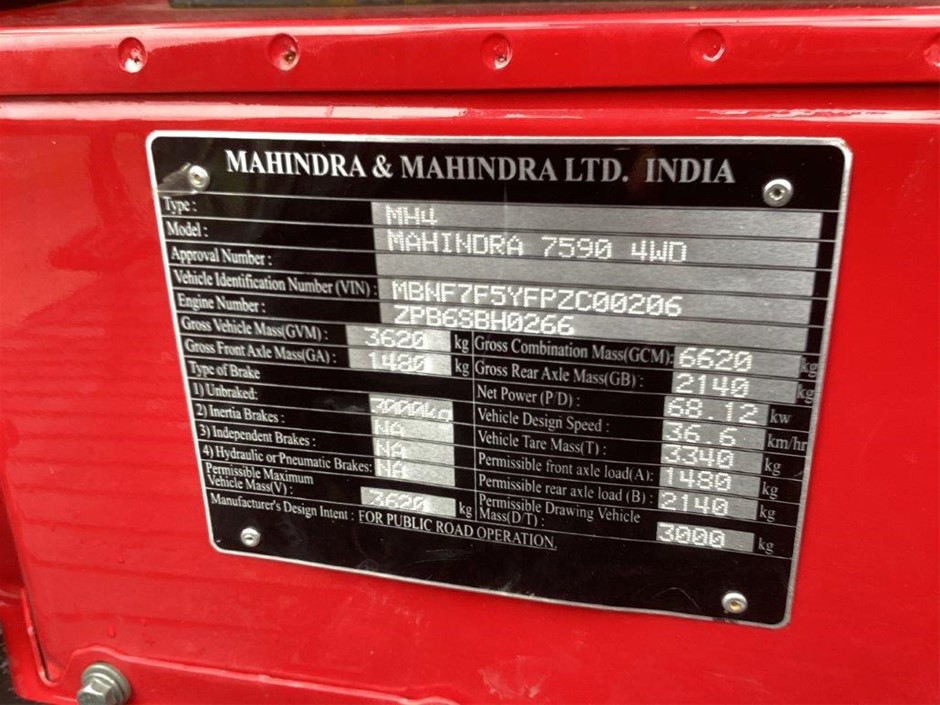 MAHINDRA & MAHINDRA LTD. INDIA
Type : MH4
Model : MAHINDRA 7590 4WD
Approval Number :
Vehicle Identification Number (VIN) : MBNF7F5YFPZC00206
Engine Number : ZPB6SBH0266
Gross Vehicle Mass(GVM) : 3620 kg Gross Combination Mass(GCM) : 6620 kg
Gross Front Axle Mass(GA) : 1480 kg Gross Rear Axle Mass(GB) : 2140 kg
Type of Brake Net Power (P/D) : 68.12 kw
1) Unbraked: 3000kg Vehicle Design Speed : 36.6 km/hr
2) Inertia Brakes : NA Vehicle Tare Mass(T) : 3340 kg
3) Independent Brakes : NA Permissible front axle load(A) : 1480 kg
4) Hydraulic or Pneumatic Brakes: NA Permissible rear axle load (B) : 2140 kg
Permissible Maximum Vehicle Mass(V) : 3620 kg Permissible Drawing Vehicle Mass(D/T) : 3000 kg
Manufacturer's Design Intent : FOR PUBLIC ROAD OPERATION.